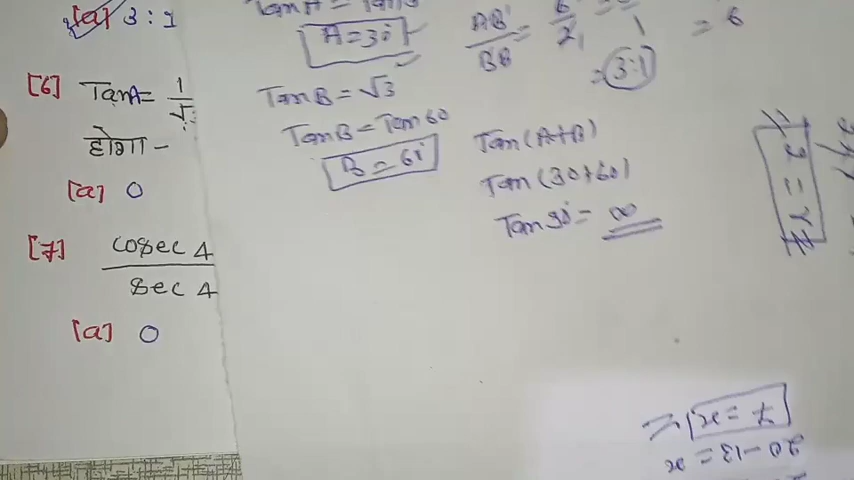 [a] 3 : 1
[6] TanA = 1/√
होगा -
[a] 0
[7] cosec 4
sec 4
[a] 0
A = 30°
TanB = √3
TanB = Tan 60
B = 60°
AB/BB = 6/2, = 
1
= 6
= 3:1
Tan(A+B)
Tan(30+60)
Tan 90° = ∞
7 = x
20 - 13 = x